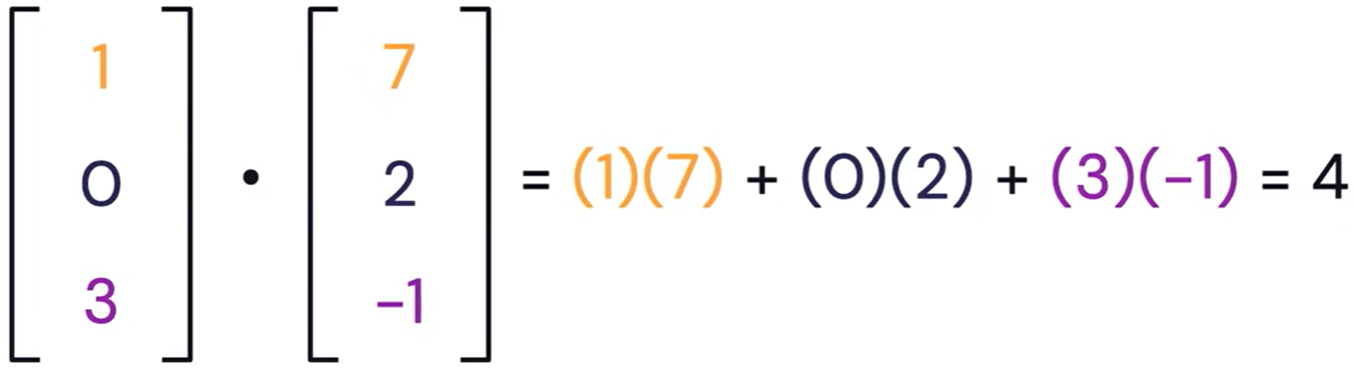 1 7
0 • 2 = (1)(7) + (0)(2) + (3)(-1) = 4
3 -1